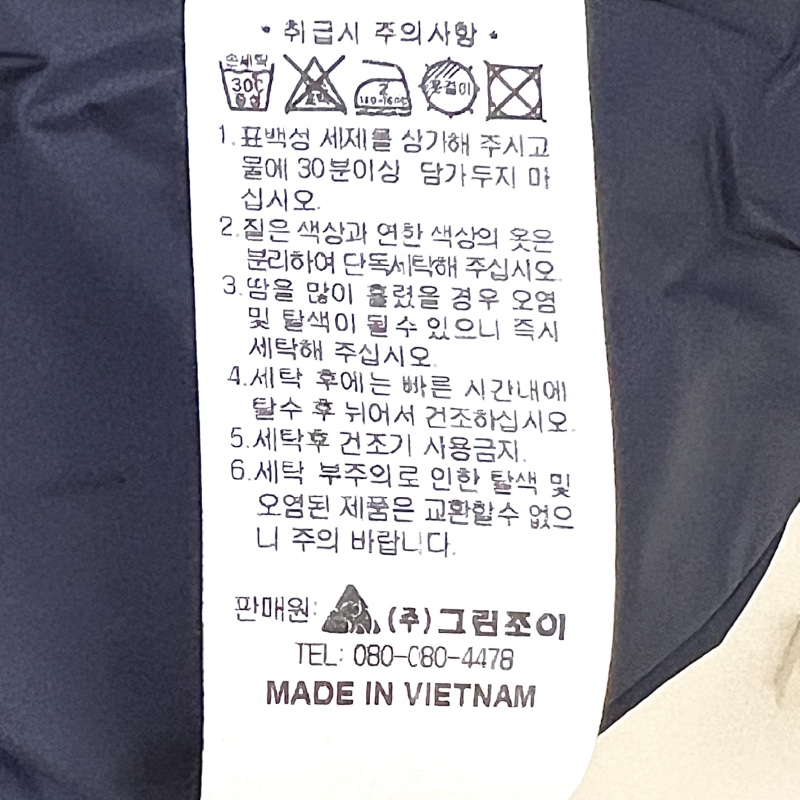 • 취급시 주의사항 •
손세탁
30C
중성
2
옷걸이
1. 표백성 세제를 삼가해 주시고
물에 30분이상 담가두지 마
십시오.
2. 짙은 색상과 연한 색상의 옷은
분리하여 단독세탁해 주십시오.
3. 땀을 많이 흘렸을 경우 오염
및 탈색이 될수 있으니 즉시
세탁해 주십시오.
4. 세탁 후에는 빠른 시간내에
탈수 후 뉘어서 건조하십시오.
5. 세탁후 건조기 사용금지.
6. 세탁 부주의로 인한 탈색 및
오염된 제품은 교환할수 없으
니 주의 바랍니다.
판매원: (주)그림조이
TEL: 080-080-4478
MADE IN VIETNAM